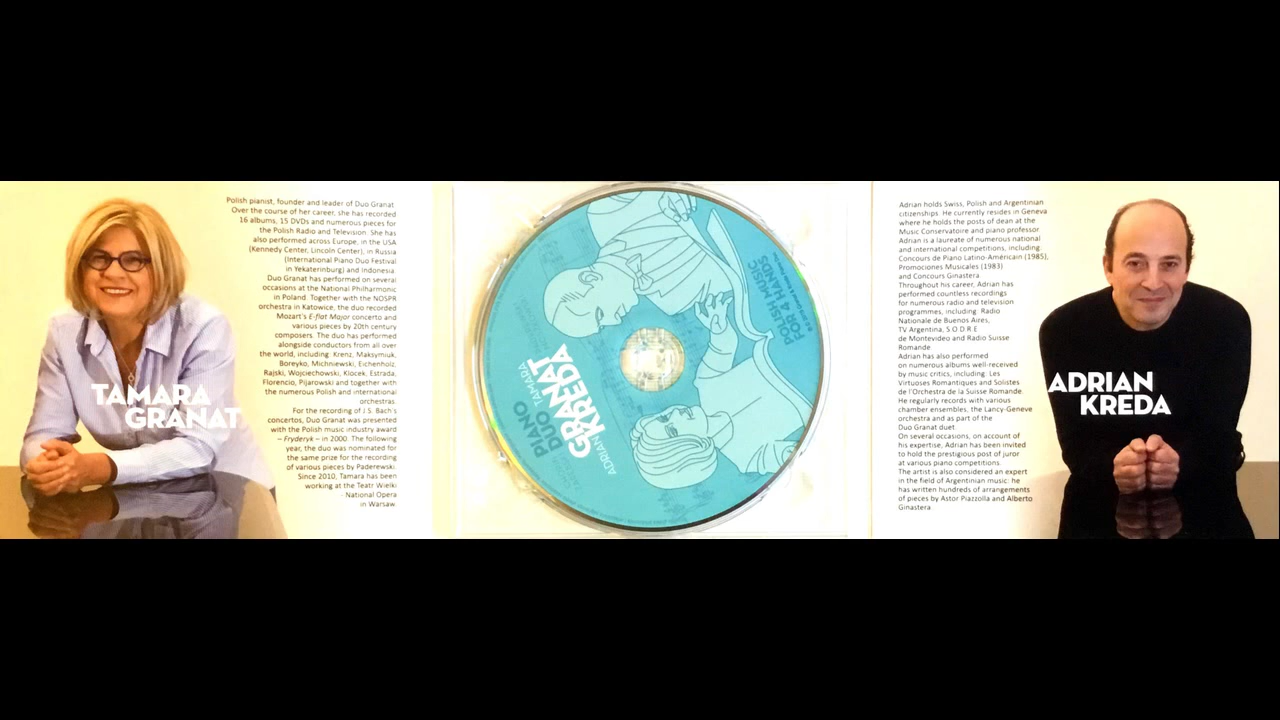 Polish pianist, founder and leader of Duo Granat.
Over the course of her career, she has recorded
16 albums, 15 DVDs and numerous pieces for
the Polish Radio and Television. She has
also performed across Europe, in the USA
(Kennedy Center, Lincoln Center), in Russia
(International Piano Duo Festival
in Yekaterinburg) and Indonesia.
Duo Granat has performed on several
occasions at the National Philharmonic
in Poland. Together with the NOSPR
orchestra in Katowice, the duo recorded
Mozart's E-flat Major concerto and
various pieces by 20th century
composers. The duo has performed
alongside conductors from all over
the world, including: Krenz, Maksymiuk,
Boreyko, Michniewski, Eichenholz,
Rajski, Wojciechowski, Klocek, Estrada,
Florencio, Pijarowski and together with
the numerous Polish and international
orchestras.
For the recording of J.S. Bach's
concertos, Duo Granat was presented
with the Polish music industry award
– Fryderyk – in 2000. The following
year, the duo was nominated for
the same prize for the recording
of various pieces by Paderewski.
Since 2010, Tamara has been
working at the Teatr Wielki
- National Opera
in Warsaw.
TAMARA
GRANAT
PIANO
DUO TAMARA
GRANAT
ADRIAN KREDA
FOR 4 HANDS
Adrian holds Swiss, Polish and Argentinian
citizenships. He currently resides in Geneva
where he holds the posts of dean at the
Music Conservatoire and piano professor.
Adrian is a laureate of numerous national
and international competitions, including:
Concours de Piano Latino-Américain (1985),
Promociones Musicales (1983)
and Concours Ginastera.
Throughout his career, Adrian has
performed countless recordings
for numerous radio and television
programmes, including: Radio
Nationale de Buenos Aires,
TV Argentina, S.O.D.R.E
de Montevideo and Radio Suisse
Romande.
Adrian has also performed
on numerous albums well-received
by music critics, including: Les
Virtuoses Romantiques and Solistes
de l'Orchestra de la Suisse Romande.
He regularly records with various
chamber ensembles, the Lancy-Geneve
orchestra and as part of the
Duo Granat duet.
On several occasions, on account of
his expertise, Adrian has been invited
to hold the prestigious post of juror
at various piano competitions.
The artist is also considered an expert
in the field of Argentinian music: he
has written hundreds of arrangements
of pieces by Astor Piazzolla and Alberto
Ginastera.
ADRIAN
KREDA